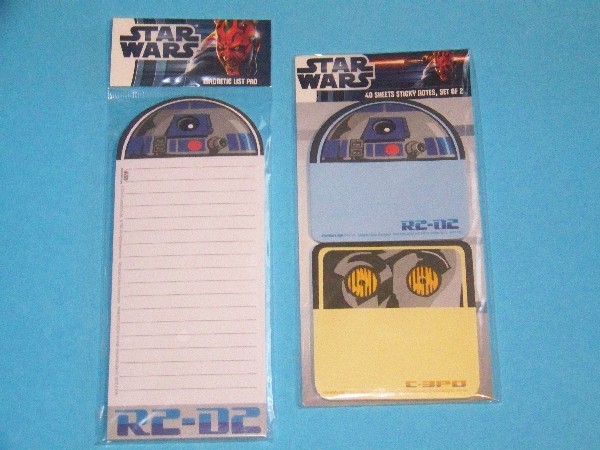 STAR
WARS
MAGNETIC LIST PAD
R2-D2
STAR
WARS
40 SHEETS STICKY NOTES, SET OF 2
R2-D2
C-3PO